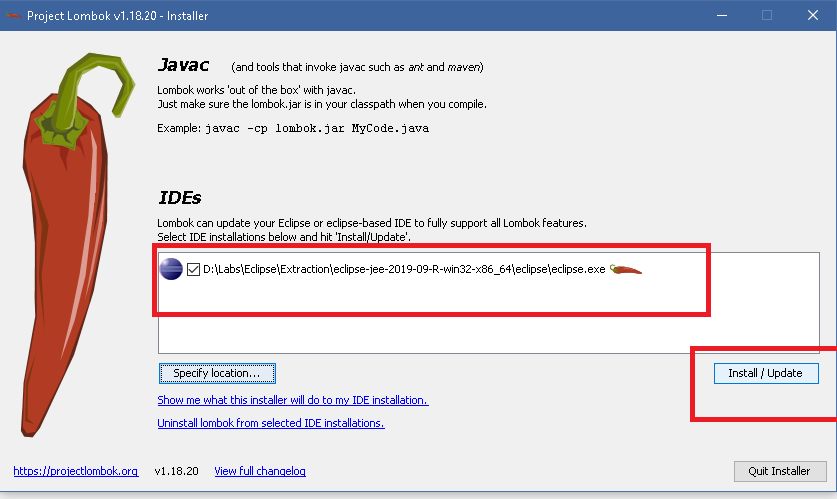 Project Lombok v1.18.20 - Installer
Javac (and tools that invoke javac such as ant and maven)
Lombok works 'out of the box' with javac.
Just make sure the lombok.jar is in your classpath when you compile.
Example: javac -cp lombok.jar MyCode.java
IDEs
Lombok can update your Eclipse or eclipse-based IDE to fully support all Lombok features.
Select IDE installations below and hit 'Install/Update'.
D:\Labs\Eclipse\Extraction\eclipse-jee-2019-09-R-win32-x86_64\eclipse\eclipse.exe
Specify location... Install / Update
Show me what this installer will do to my IDE installation.
Uninstall lombok from selected IDE installations.
https://projectlombok.org v1.18.20 View full changelog Quit Installer